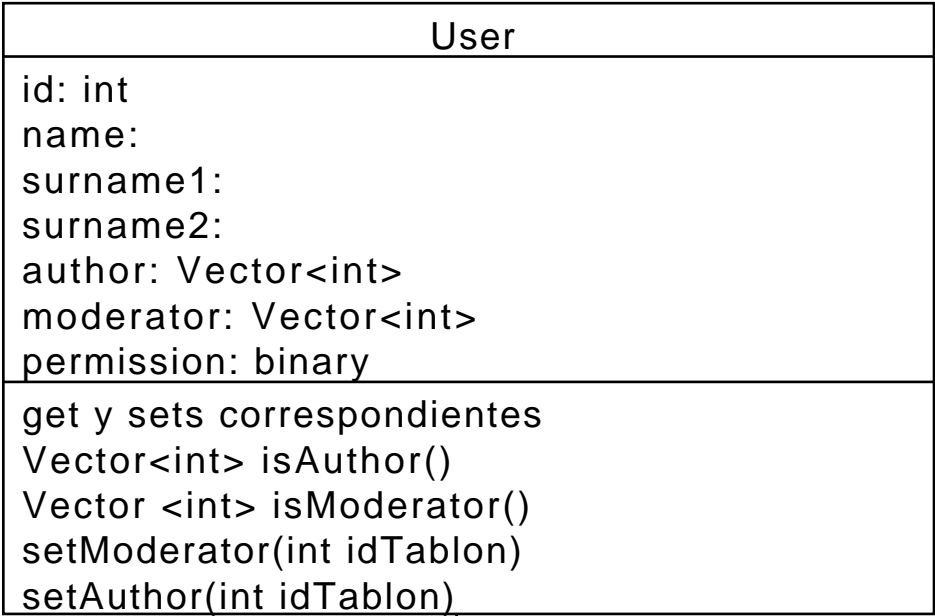 User
id: int
name:
surname1:
surname2:
author: Vector<int>
moderator: Vector<int>
permission: binary
get y sets correspondientes
Vector<int> isAuthor()
Vector <int> isModerator()
setModerator(int idTablon)
setAuthor(int idTablon)